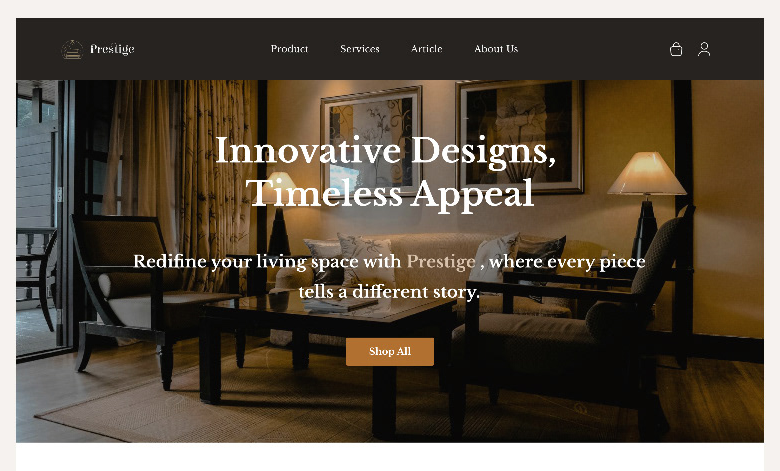 Prestige
Product Services Article About Us
Innovative Designs,
Timeless Appeal
Redifine your living space with Prestige , where every piece
tells a different story.
Shop All